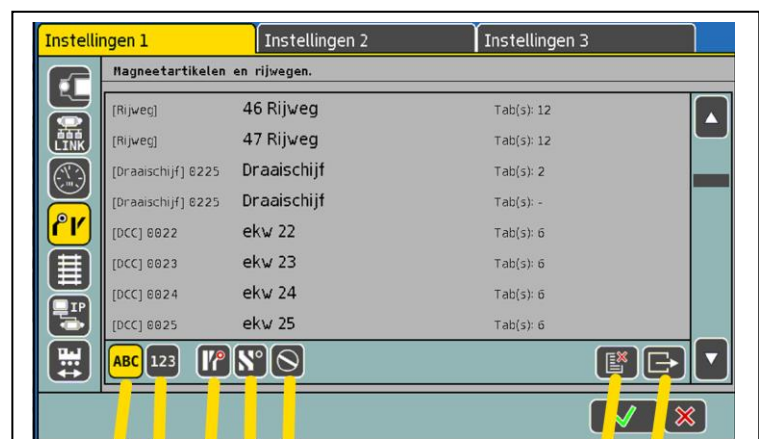 Instellingen 1 Instellingen 2 Instellingen 3
Magneetartikelen en rijwegen.
[Rijweg] 46 Rijweg Tab(s): 12
[Rijweg] 47 Rijweg Tab(s): 12
[Draaischijf] 0225 Draaischijf Tab(s): 2
[Draaischijf] 0225 Draaischijf Tab(s): -
[DCC] 0022 ekw 22 Tab(s): 6
[DCC] 0023 ekw 23 Tab(s): 6
[DCC] 0024 ekw 24 Tab(s): 6
[DCC] 0025 ekw 25 Tab(s): 6
LINK
IP
ABC 123